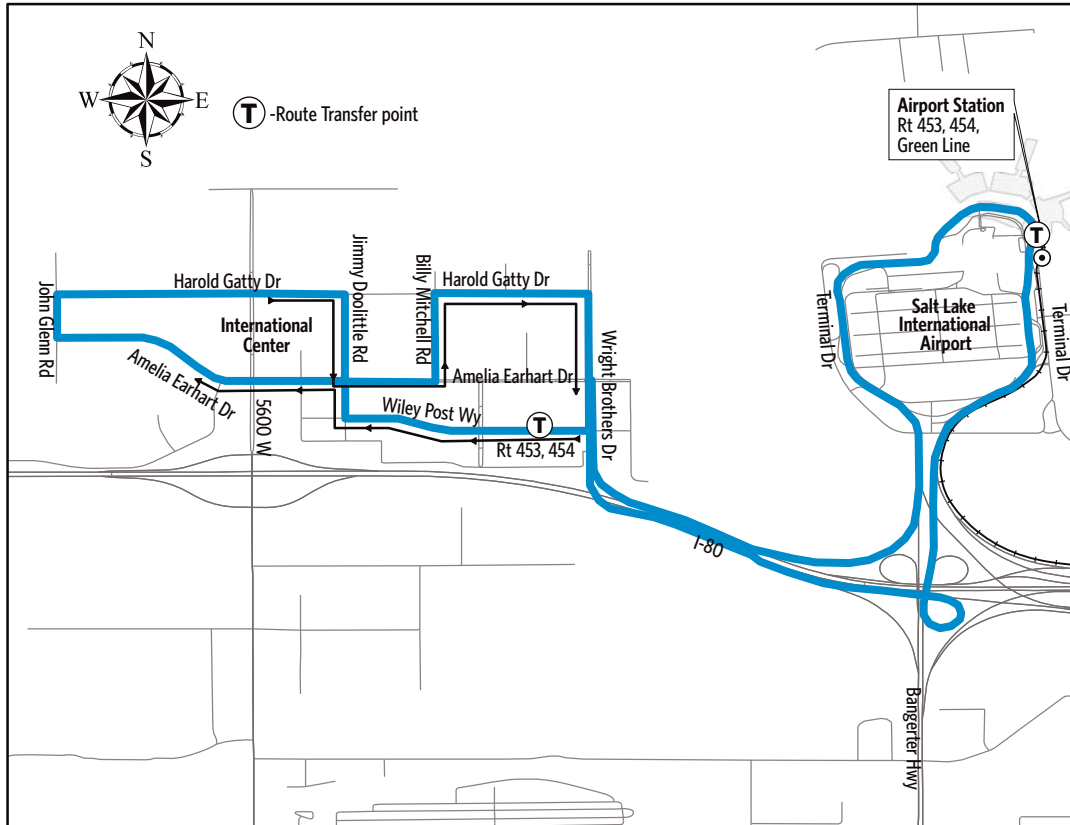 N
W
E
S
T -Route Transfer point
Airport Station
Rt 453, 454,
Green Line
T
Harold Gatty Dr
Jimmy Doolittle Rd
Billy Mitchell Rd
Harold Gatty Dr
John Glenn Rd
International
Center
Amelia Earhart Dr
5600 W
Amelia Earhart Dr
Wiley Post Wy
T
Rt 453, 454
Wright Brothers Dr
Terminal Dr
Salt Lake
International
Airport
Terminal Dr
I-80
Bangerter Hwy